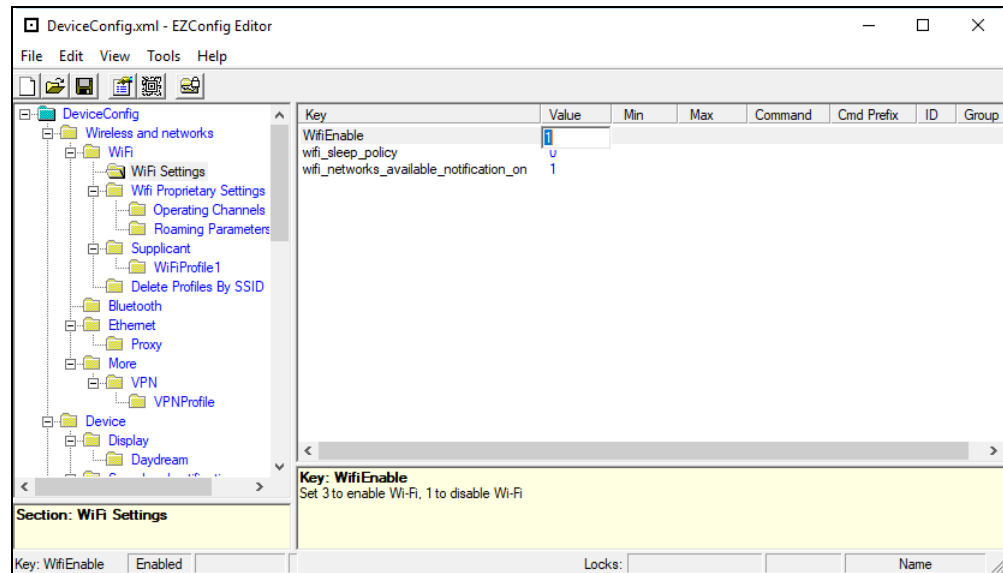 DeviceConfig.xml - EZConfig Editor
File Edit View Tools Help
DeviceConfig
Wireless and networks
WiFi
WiFi Settings
Wifi Proprietary Settings
Operating Channels
Roaming Parameters
Supplicant
WiFiProfile1
Delete Profiles By SSID
Bluetooth
Ethernet
Proxy
More
VPN
VPNProfile
Device
Display
Daydream
Section: WiFi Settings
Key Value Min Max Command Cmd Prefix ID Group
WifiEnable 1
wifi_sleep_policy 0
wifi_networks_available_notification_on 1
Key: WifiEnable
Set 3 to enable Wi-Fi, 1 to disable Wi-Fi
Key: WifiEnable Enabled Locks: Name